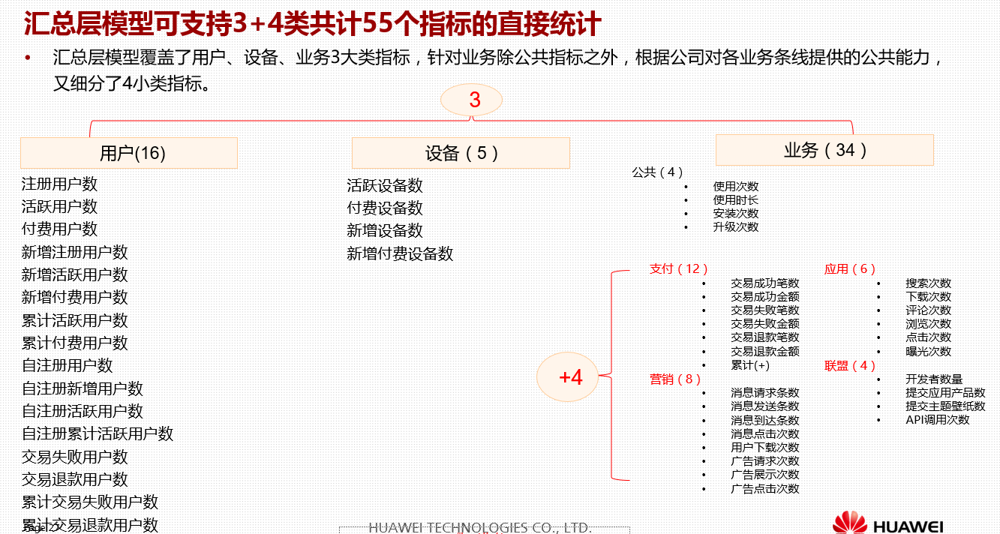 汇总层模型可支持3+4类共计55个指标的直接统计
• 汇总层模型覆盖了用户、设备、业务3大类指标，针对业务除公共指标之外，根据公司对各业务条线提供的公共能力，
又细分了4小类指标。
3
用户(16)
注册用户数
活跃用户数
付费用户数
新增注册用户数
新增活跃用户数
新增付费用户数
累计活跃用户数
累计付费用户数
自注册用户数
自注册新增用户数
自注册活跃用户数
自注册累计活跃用户数
交易失败用户数
交易退款用户数
累计交易失败用户数
累计交易退款用户数
设备（5）
活跃设备数
付费设备数
新增设备数
新增付费设备数
业务（34）
公共（4）
• 使用次数
• 使用时长
• 安装次数
• 升级次数
+4
支付（12）
• 交易成功笔数
• 交易成功金额
• 交易失败笔数
• 交易失败金额
• 交易退款笔数
• 交易退款金额
• 累计(+)
营销（8）
• 消息请求条数
• 消息发送条数
• 消息到达条数
• 消息点击次数
• 用户下载次数
• 广告请求次数
• 广告展示次数
• 广告点击次数
应用（6）
• 搜索次数
• 下载次数
• 评论次数
• 浏览次数
• 点击次数
• 曝光次数
联盟（4）
• 开发者数量
• 提交应用产品数
• 提交主题壁纸数
• API调用次数
HUAWEI TECHNOLOGIES CO., LTD.
HUAWEI